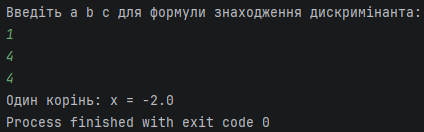 Введіть a b c для формули знаходження дискримінанта:
1
4
4
Один корінь: x = -2.0
Process finished with exit code 0